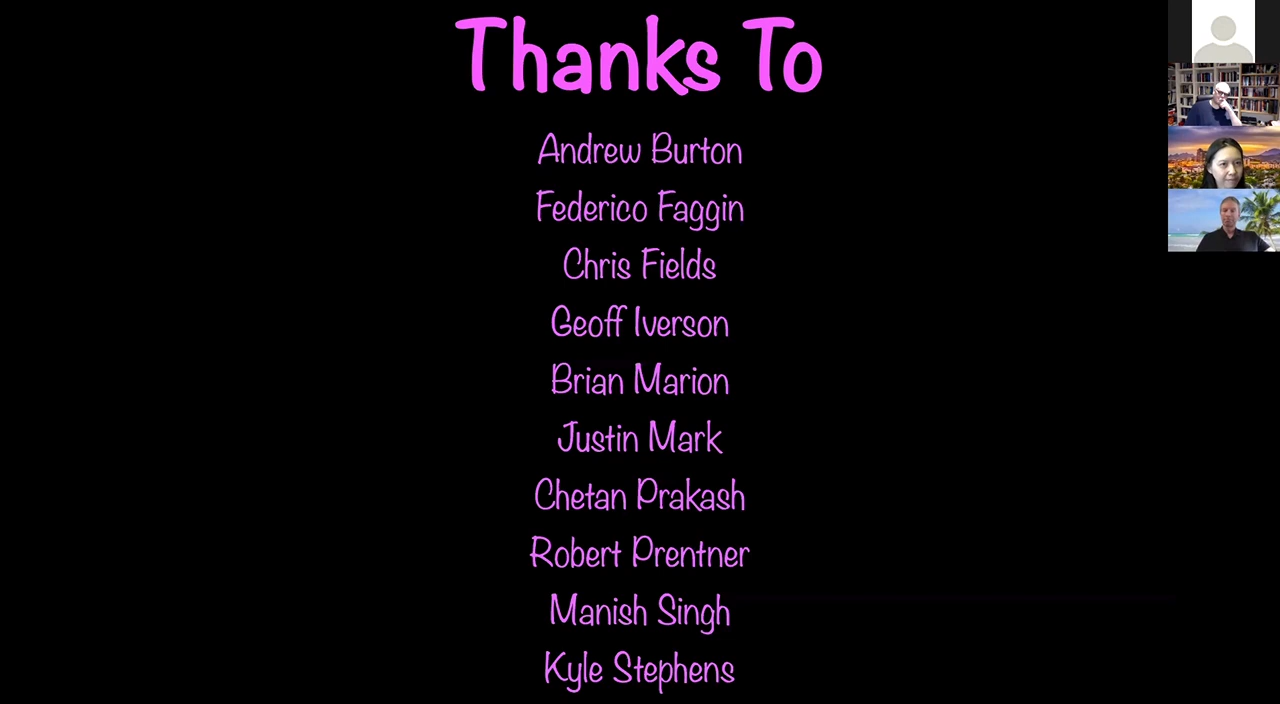 Thanks To
Andrew Burton
Federico Faggin
Chris Fields
Geoff Iverson
Brian Marion
Justin Mark
Chetan Prakash
Robert Prentner
Manish Singh
Kyle Stephens